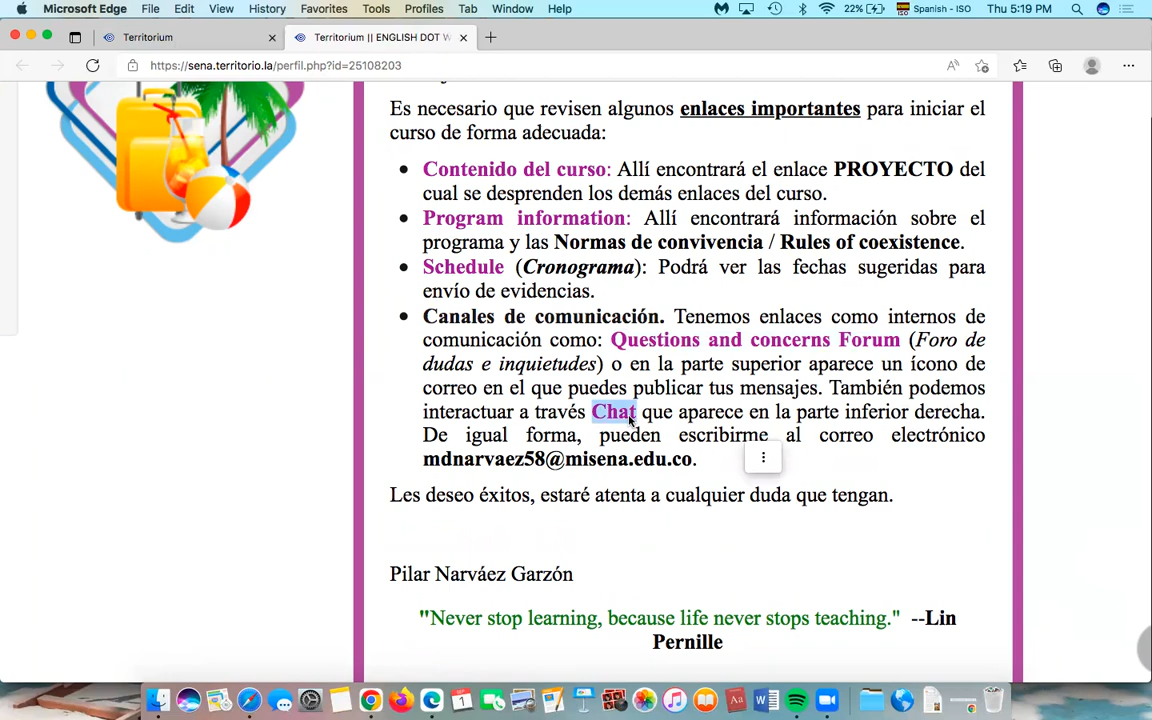 Microsoft Edge File Edit View History Favorites Tools Profiles Tab Window Help 22% Spanish - ISO Thu 5:19 PM
Territorium Territorium || ENGLISH DOT W
https://sena.territorio.la/perfil.php?id=25108203
Es necesario que revisen algunos enlaces importantes para iniciar el
curso de forma adecuada:
• Contenido del curso: Allí encontrará el enlace PROYECTO del
cual se desprenden los demás enlaces del curso.
• Program information: Allí encontrará información sobre el
programa y las Normas de convivencia / Rules of coexistence.
• Schedule (Cronograma): Podrá ver las fechas sugeridas para
envío de evidencias.
• Canales de comunicación. Tenemos enlaces como internos de
comunicación como: Questions and concerns Forum (Foro de
dudas e inquietudes) o en la parte superior aparece un ícono de
correo en el que puedes publicar tus mensajes. También podemos
interactuar a través Chat que aparece en la parte inferior derecha.
De igual forma, pueden escribirme al correo electrónico
mdnarvaez58@misena.edu.co.
Les deseo éxitos, estaré atenta a cualquier duda que tengan.
Pilar Narváez Garzón
"Never stop learning, because life never stops teaching." --Lin
Pernille